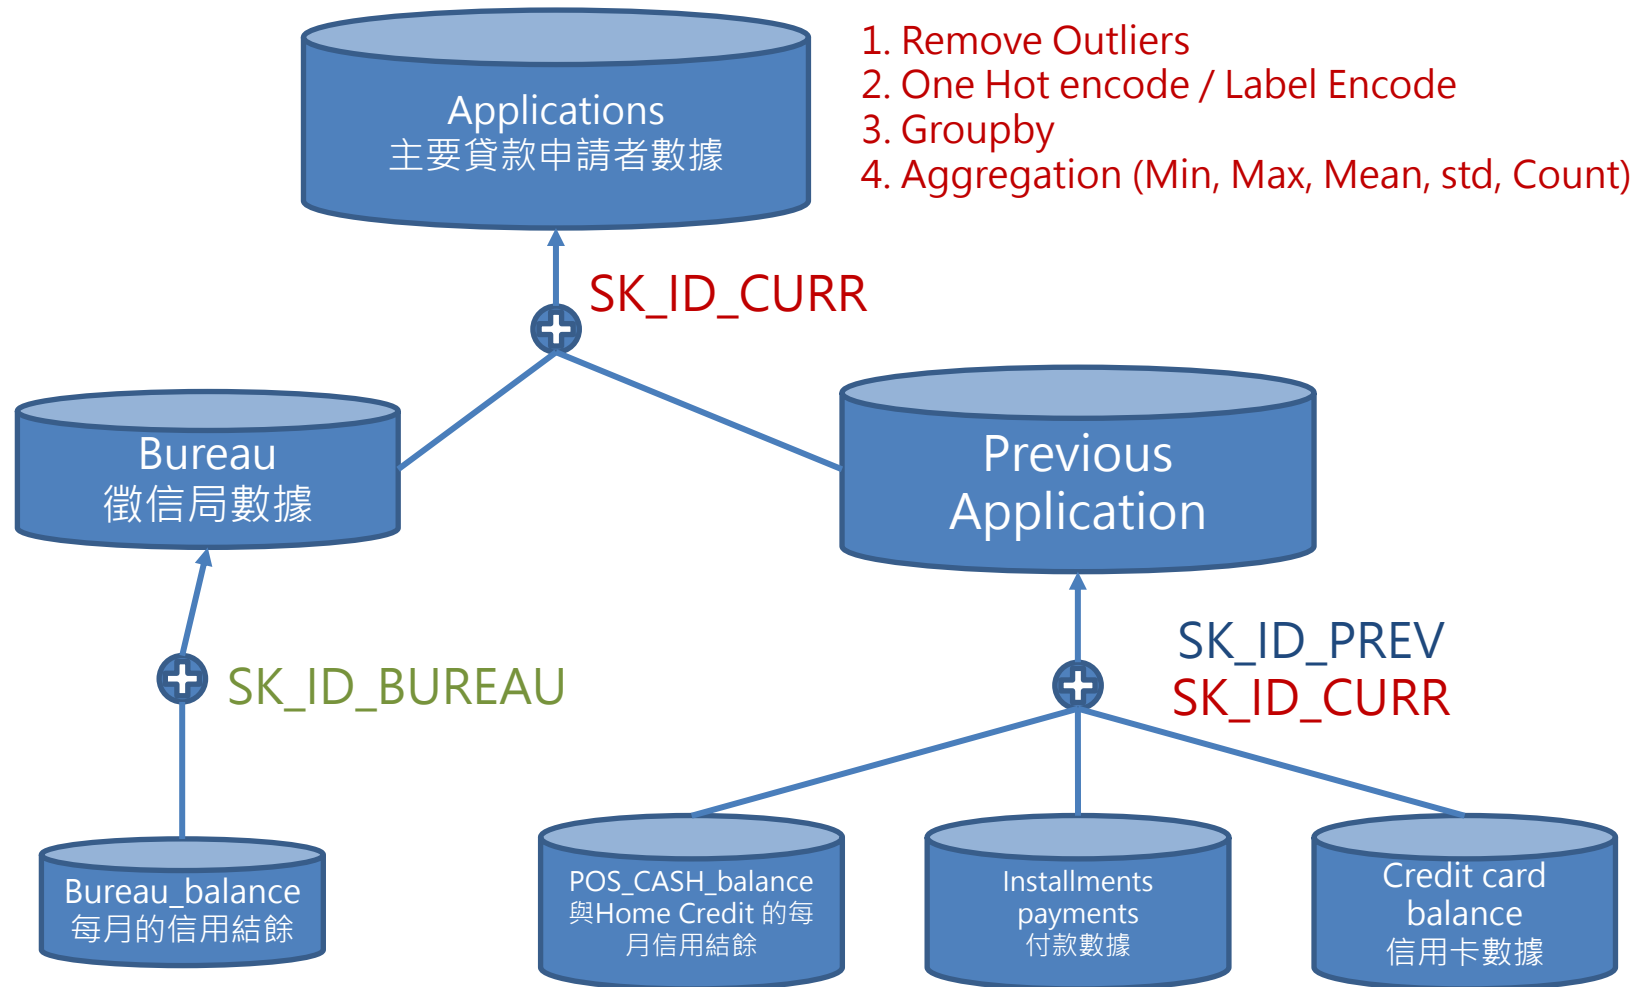 Applications
主要貸款申請者數據
1. Remove Outliers
2. One Hot encode / Label Encode
3. Groupby
4. Aggregation (Min, Max, Mean, std, Count)
SK_ID_CURR
Bureau
徵信局數據
Previous
Application
SK_ID_BUREAU
SK_ID_PREV
SK_ID_CURR
Bureau_balance
每月的信用結餘
POS_CASH_balance
與Home Credit 的每
月信用結餘
Installments
payments
付款數據
Credit card
balance
信用卡數據